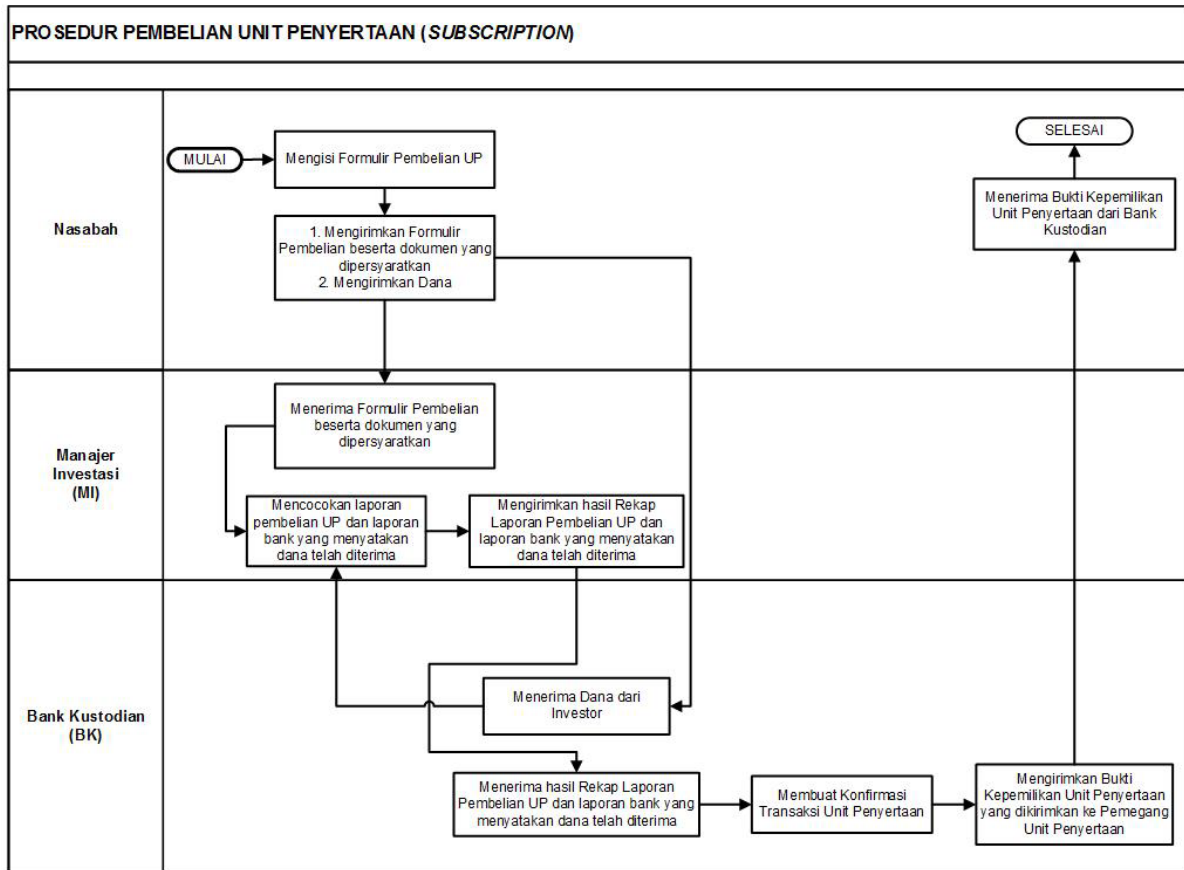 PROSEDUR PEMBELIAN UNIT PENYERTAAN (SUBSCRIPTION)
Nasabah
MULAI
Mengisi Formulir Pembelian UP
1. Mengirimkan Formulir
Pembelian beserta dokumen yang
dipersyaratkan
2. Mengirimkan Dana
SELESAI
Menerima Bukti Kepemilikan
Unit Penyertaan dari Bank
Kustodian
Manajer
Investasi
(MI)
Menerima Formulir Pembelian
beserta dokumen yang
dipersyaratkan
Mencocokan laporan
pembelian UP dan laporan
bank yang menyatakan
dana telah diterima
Mengirimkan hasil Rekap
Laporan Pembelian UP dan
laporan bank yang menyatakan
dana telah diterima
Bank Kustodian
(BK)
Menerima Dana dari
Investor
Menerima hasil Rekap Laporan
Pembelian UP dan laporan bank yang
menyatakan dana telah diterima
Membuat Konfirmasi
Transaksi Unit Penyertaan
Mengirimkan Bukti
Kepemilikan Unit Penyertaan
yang dikirimkan ke Pemegang
Unit Penyertaan